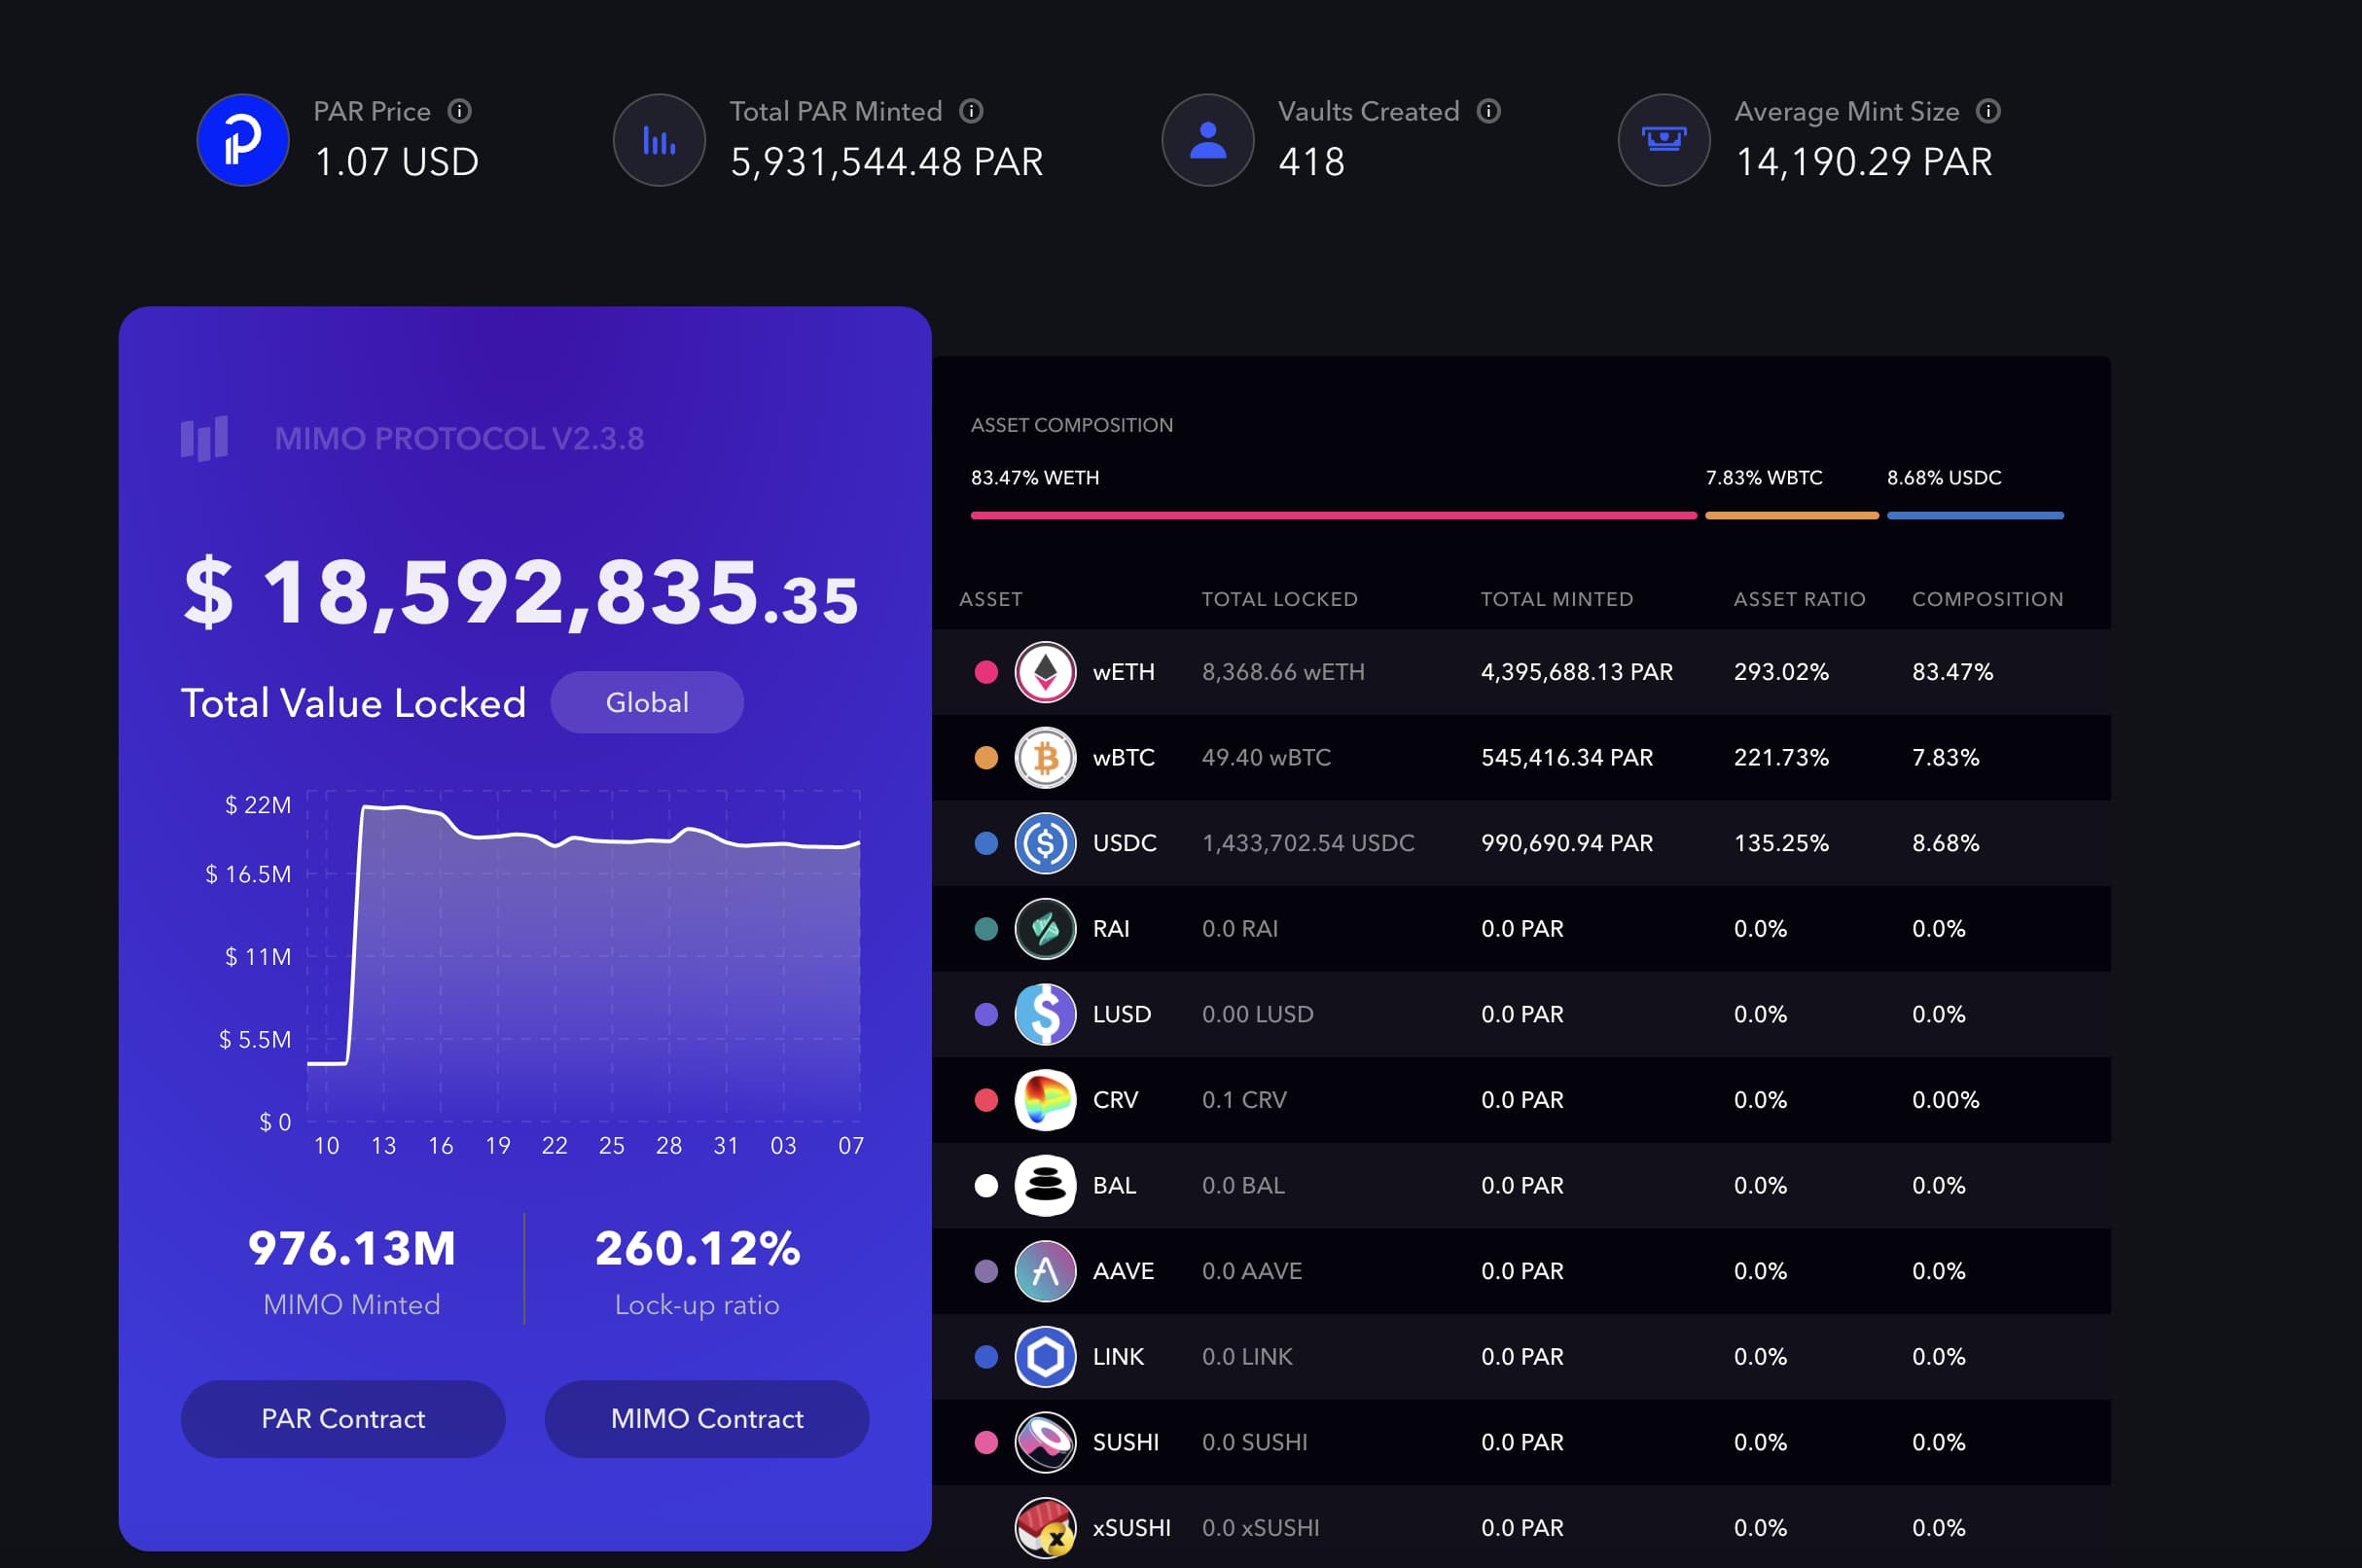 PAR Price
1.07 USD
Total PAR Minted
5,931,544.48 PAR
Vaults Created
418
Average Mint Size
14,190.29 PAR
MIMO PROTOCOL V2.3.8
$ 18,592,835.35
Total Value Locked Global
$ 22M
$ 16.5M
$ 11M
$ 5.5M
$ 0
10 13 16 19 22 25 28 31 03 07
976.13M
MIMO Minted
260.12%
Lock-up ratio
PAR Contract
MIMO Contract
ASSET COMPOSITION
83.47% WETH 7.83% WBTC 8.68% USDC
ASSET TOTAL LOCKED TOTAL MINTED ASSET RATIO COMPOSITION
wETH 8,368.66 wETH 4,395,688.13 PAR 293.02% 83.47%
wBTC 49.40 wBTC 545,416.34 PAR 221.73% 7.83%
USDC 1,433,702.54 USDC 990,690.94 PAR 135.25% 8.68%
RAI 0.0 RAI 0.0 PAR 0.0% 0.0%
LUSD 0.00 LUSD 0.0 PAR 0.0% 0.0%
CRV 0.1 CRV 0.0 PAR 0.0% 0.00%
BAL 0.0 BAL 0.0 PAR 0.0% 0.0%
AAVE 0.0 AAVE 0.0 PAR 0.0% 0.0%
LINK 0.0 LINK 0.0 PAR 0.0% 0.0%
SUSHI 0.0 SUSHI 0.0 PAR 0.0% 0.0%
xSUSHI 0.0 xSUSHI 0.0 PAR 0.0% 0.0%